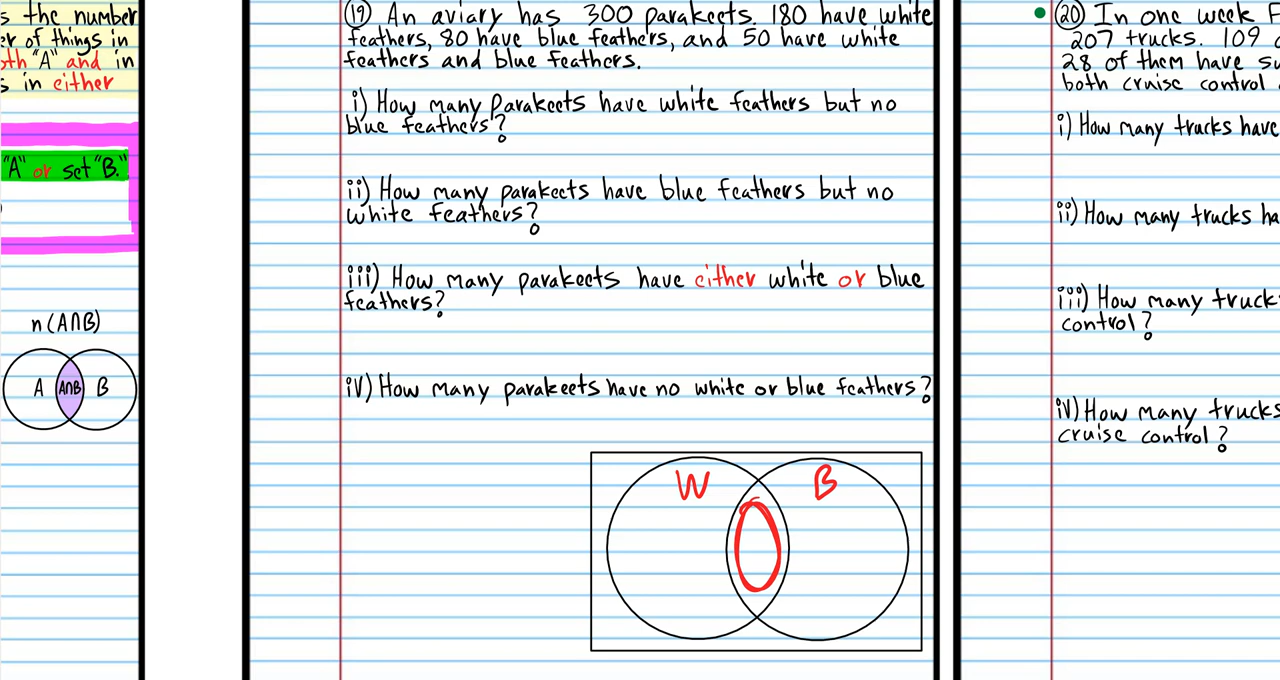 s the number
er of things in
oth "A" and in
s in either
"A" or set "B."
n(A∩B)
A A∩B B
(19) An aviary has 300 parakeets. 180 have white
feathers, 80 have blue feathers, and 50 have white
feathers and blue feathers.
i) How many parakeets have white feathers but no
blue feathers?
ii) How many parakeets have blue feathers but no
white feathers?
iii) How many parakeets have either white or blue
feathers?
iv) How many parakeets have no white or blue feathers?
W B
(20) In one week F
207 trucks. 109
28 of them have su
both cruise control
i) How many trucks have
ii) How many trucks ha
iii) How many truck
control?
iv) How many trucks
cruise control?